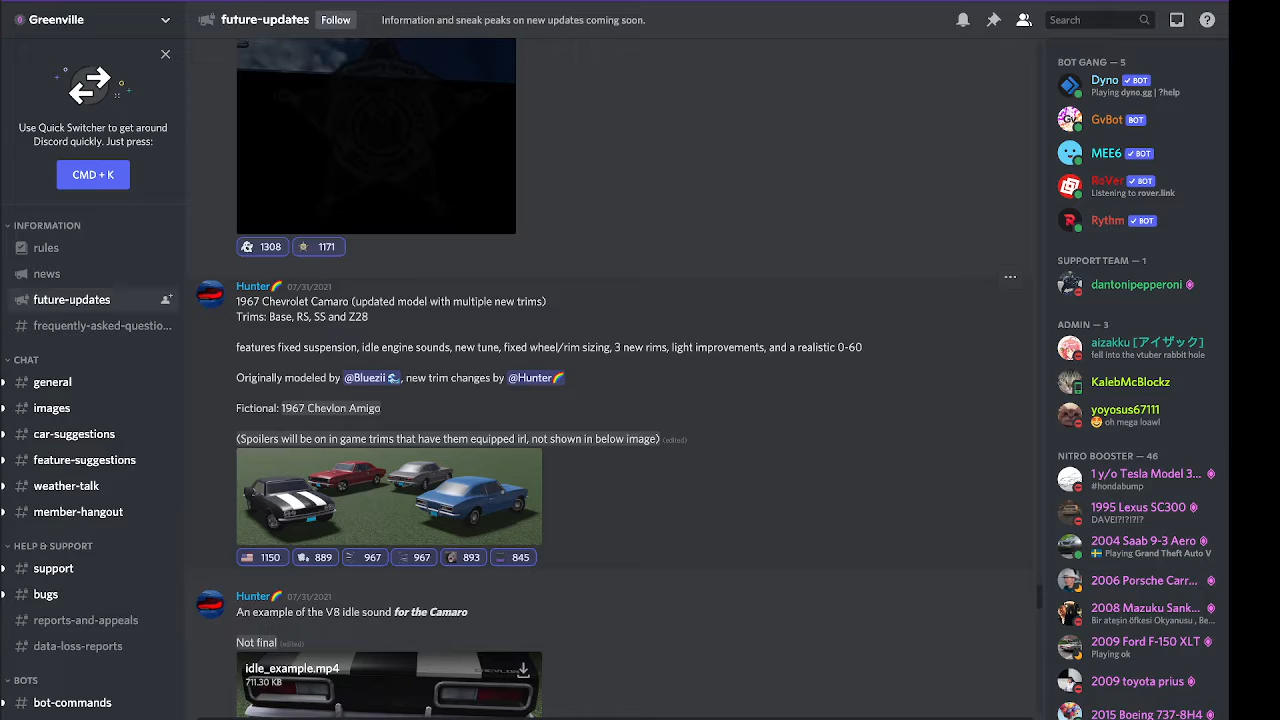 Greenville
future-updates
Follow
Information and sneak peaks on new updates coming soon.
Search
Use Quick Switcher to get around
Discord quickly. Just press:
CMD + K
INFORMATION
rules
news
future-updates
frequently-asked-questio...
CHAT
general
images
car-suggestions
feature-suggestions
weather-talk
member-hangout
HELP & SUPPORT
support
bugs
reports-and-appeals
data-loss-reports
BOTS
bot-commands
1308
1171
Hunter 07/31/2021
1967 Chevrolet Camaro (updated model with multiple new trims)
Trims: Base, RS, SS and Z28
features fixed suspension, idle engine sounds, new tune, fixed wheel/rim sizing, 3 new rims, light improvements, and a realistic 0-60
Originally modeled by @Bluezii, new trim changes by @Hunter
Fictional: 1967 Chevlon Amigo
(Spoilers will be on in game trims that have them equipped irl, not shown in below image) (edited)
1150
889
967
967
893
845
Hunter 07/31/2021
An example of the V8 idle sound for the Camaro
Not final (edited)
idle_example.mp4
711.30 KB
BOT GANG — 5
Dyno BOT
Playing dyno.gg | ?help
GvBot BOT
MEE6 BOT
RoVer BOT
Listening to rover.link
Rythm BOT
SUPPORT TEAM — 1
dantonipepperoni
ADMIN — 3
aizakku [アイザック]
fell into the vtuber rabbit hole
KalebMcBlockz
yoyosus67111
oh mega loawl
NITRO BOOSTER — 46
1 y/o Tesla Model 3...
#hondabump
1995 Lexus SC300
DAVEI?!?!?!?
2004 Saab 9-3 Aero
Playing Grand Theft Auto V
2006 Porsche Carr...
2008 Mazuku Sank...
Bir ateşin öfkesi Okyanusu , Be...
2009 Ford F-150 XLT
Playing ok
2009 toyota prius
2015 Boeing 737-8H4